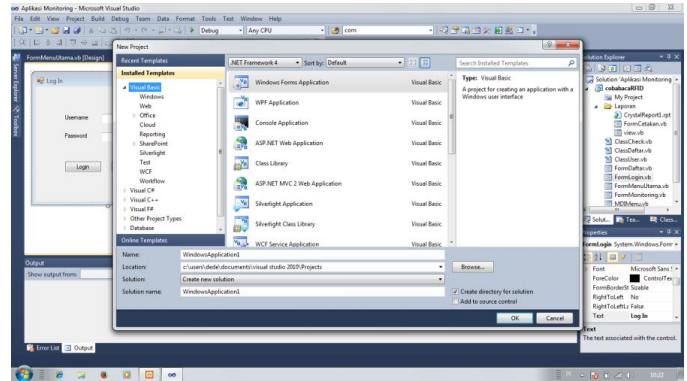 Aplikasi Monitoring - Microsoft Visual Studio
File Edit View Project Build Debug Team Data Format Tools Test Window Help
Debug Any CPU com
FormMenuUtama.vb [Design]
Server Explorer
Toolbox
Log In
Username
Password
Login
New Project
Recent Templates
Installed Templates
Visual Basic
Windows
Web
Office
Cloud
Reporting
SharePoint
Silverlight
Test
WCF
Workflow
Visual C#
Visual C++
Visual F#
Other Project Types
Database
Online Templates
.NET Framework 4 Sort by: Default
Search Installed Templates
Windows Forms Application Visual Basic
WPF Application Visual Basic
Console Application Visual Basic
ASP.NET Web Application Visual Basic
Class Library Visual Basic
ASP.NET MVC 2 Web Application Visual Basic
Silverlight Application Visual Basic
Silverlight Class Library Visual Basic
WCF Service Application Visual Basic
Type: Visual Basic
A project for creating an application with a Windows user interface
Name: WindowsApplication1
Location: c:\users\dede\documents\visual studio 2010\Projects
Browse...
Solution: Create new solution
Solution name: WindowsApplication1
Create directory for solution
Add to source control
OK Cancel
Solution Explorer
Solution 'Aplikasi Monitoring
cobabacaRFID
My Project
Laporan
CrystalReport1.rpt
FormCetakan.vb
view.vb
ClassCheck.vb
ClassDaftar.vb
ClassUser.vb
FormDaftar.vb
FormLogin.vb
FormMenuUtama.vb
FormMonitoring.vb
MDIMenu.vb
Solut... Tea... Class...
Properties
FormLogin System.Windows.Form
Font Microsoft Sans
ForeColor ControlTex
FormBorderSt Sizable
RightToLeft No
RightToLeftLa False
Text Log In
Text
The text associated with the control.
Output
Show output from:
Error List Output
10:22